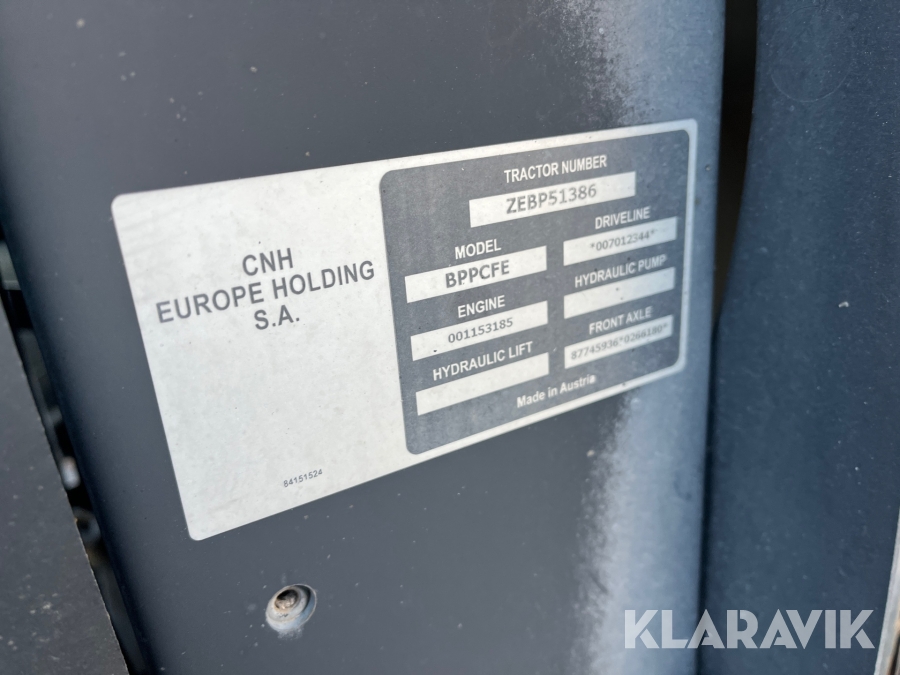 CNH
EUROPE HOLDING
S.A.
84151524
TRACTOR NUMBER
ZEBP51386
MODEL
BPPCFE
DRIVELINE
*007012344*
ENGINE
001153185
HYDRAULIC PUMP
HYDRAULIC LIFT
FRONT AXLE
87745936*0266180*
Made in Austria
KLARAVIK